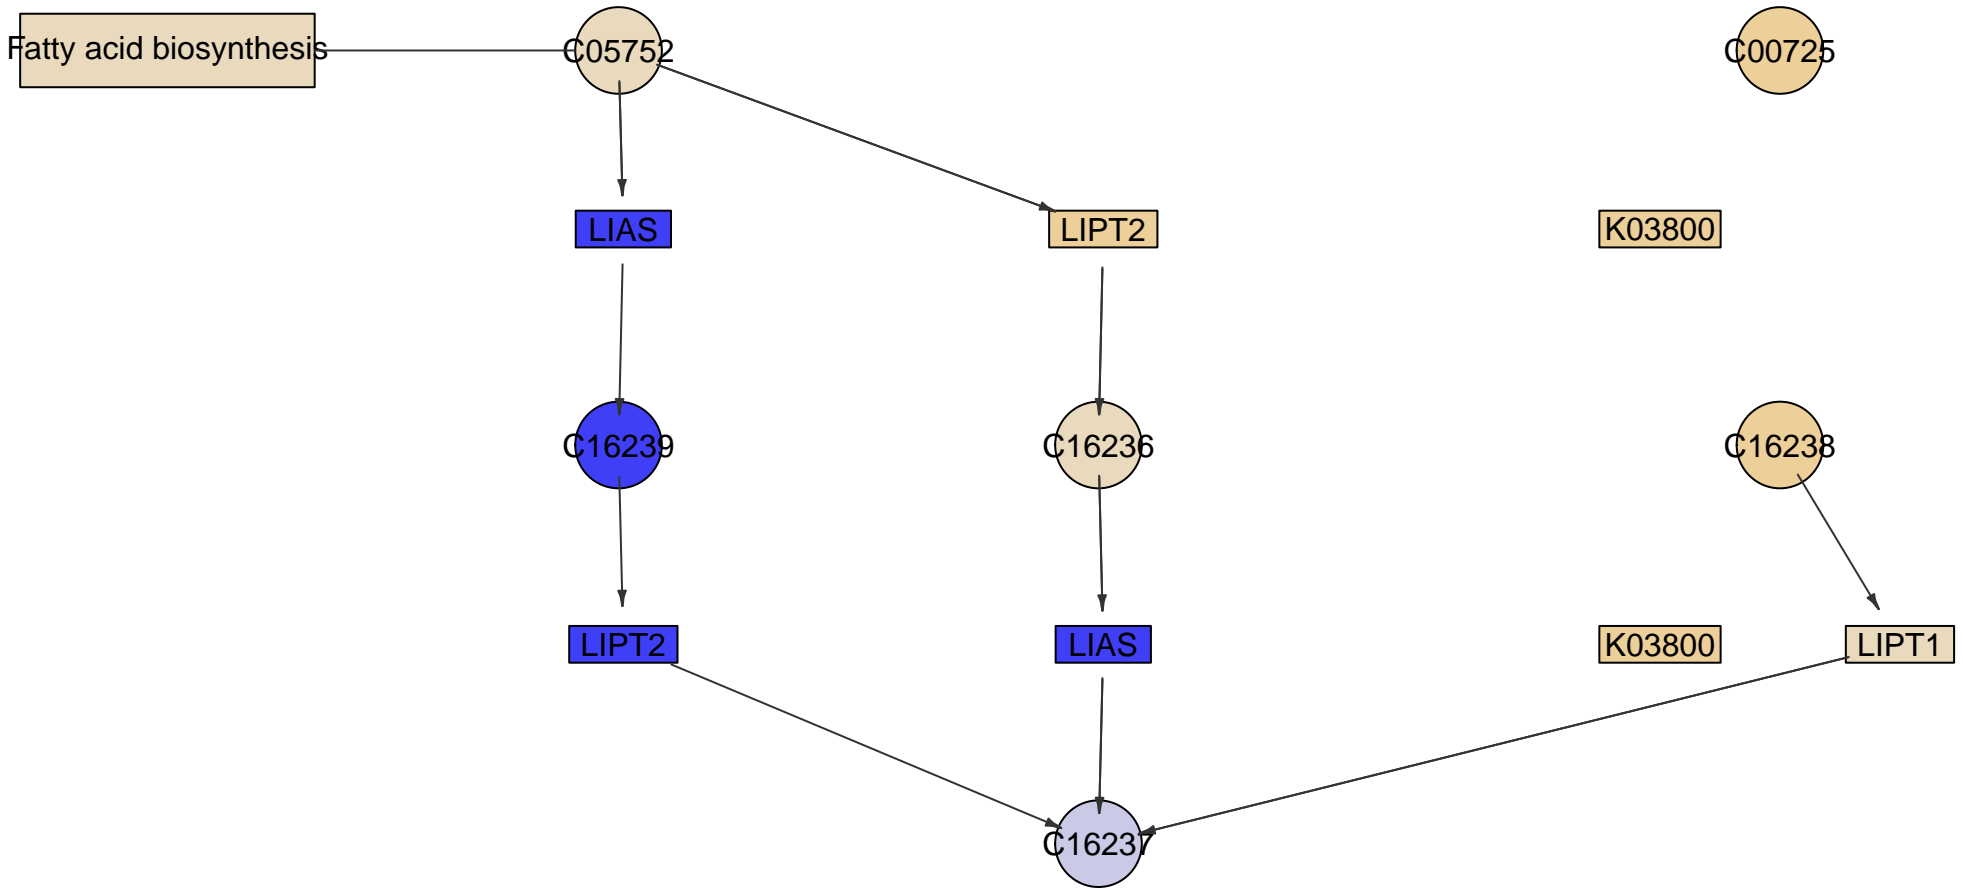 Fatty acid biosynthesis
C05752
C00725
LIAS
LIPT2
K03800
C16239
C16236
C16238
LIPT2
LIAS
K03800
LIPT1
C16237